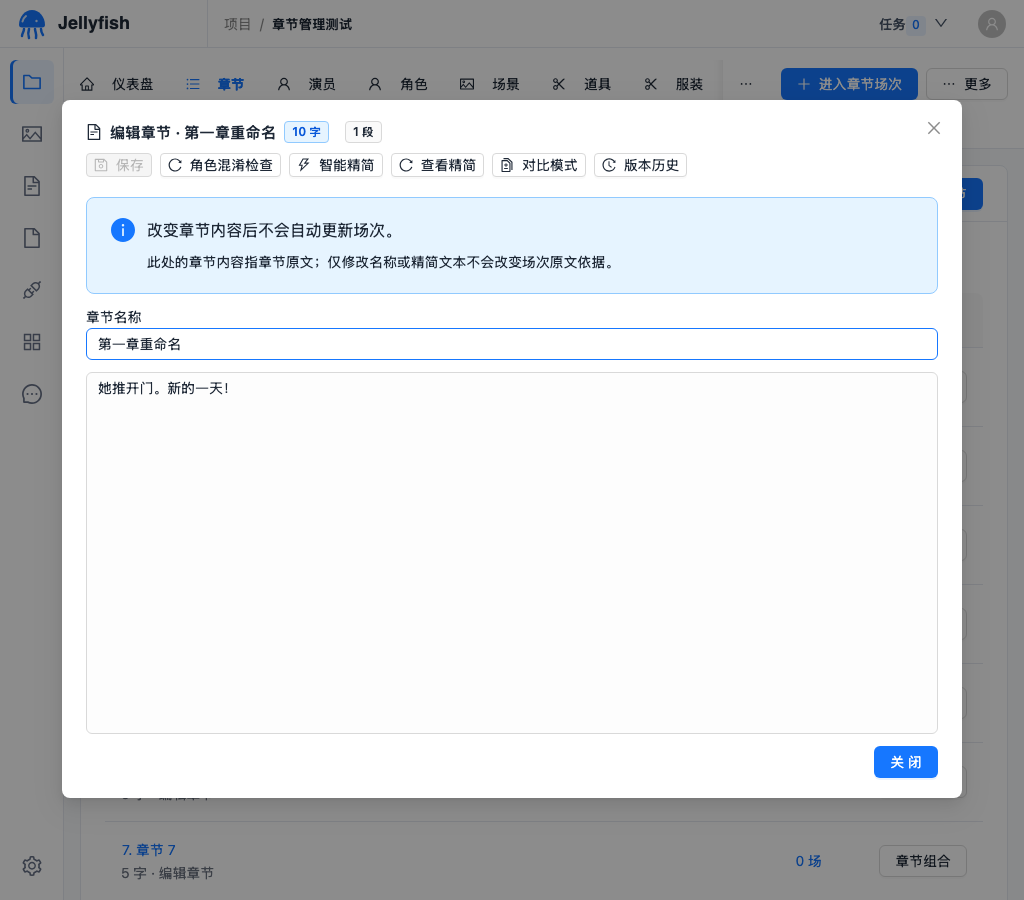 Jellyfish
项目 / 章节管理测试
任务 0
仪表盘 章节 演员 角色 场景 道具 服装 ··· 进入章节场次 ··· 更多
编辑章节 · 第一章重命名 10 字 1 段
保存 角色混淆检查 智能精简 查看精简 对比模式 版本历史
改变章节内容后不会自动更新场次。
此处的章节内容指章节原文；仅修改名称或精简文本不会改变场次原文依据。
章节名称
第一章重命名
她推开门。新的一天！
关 闭
7. 章节 7
5 字 · 编辑章节
0 场 章节组合